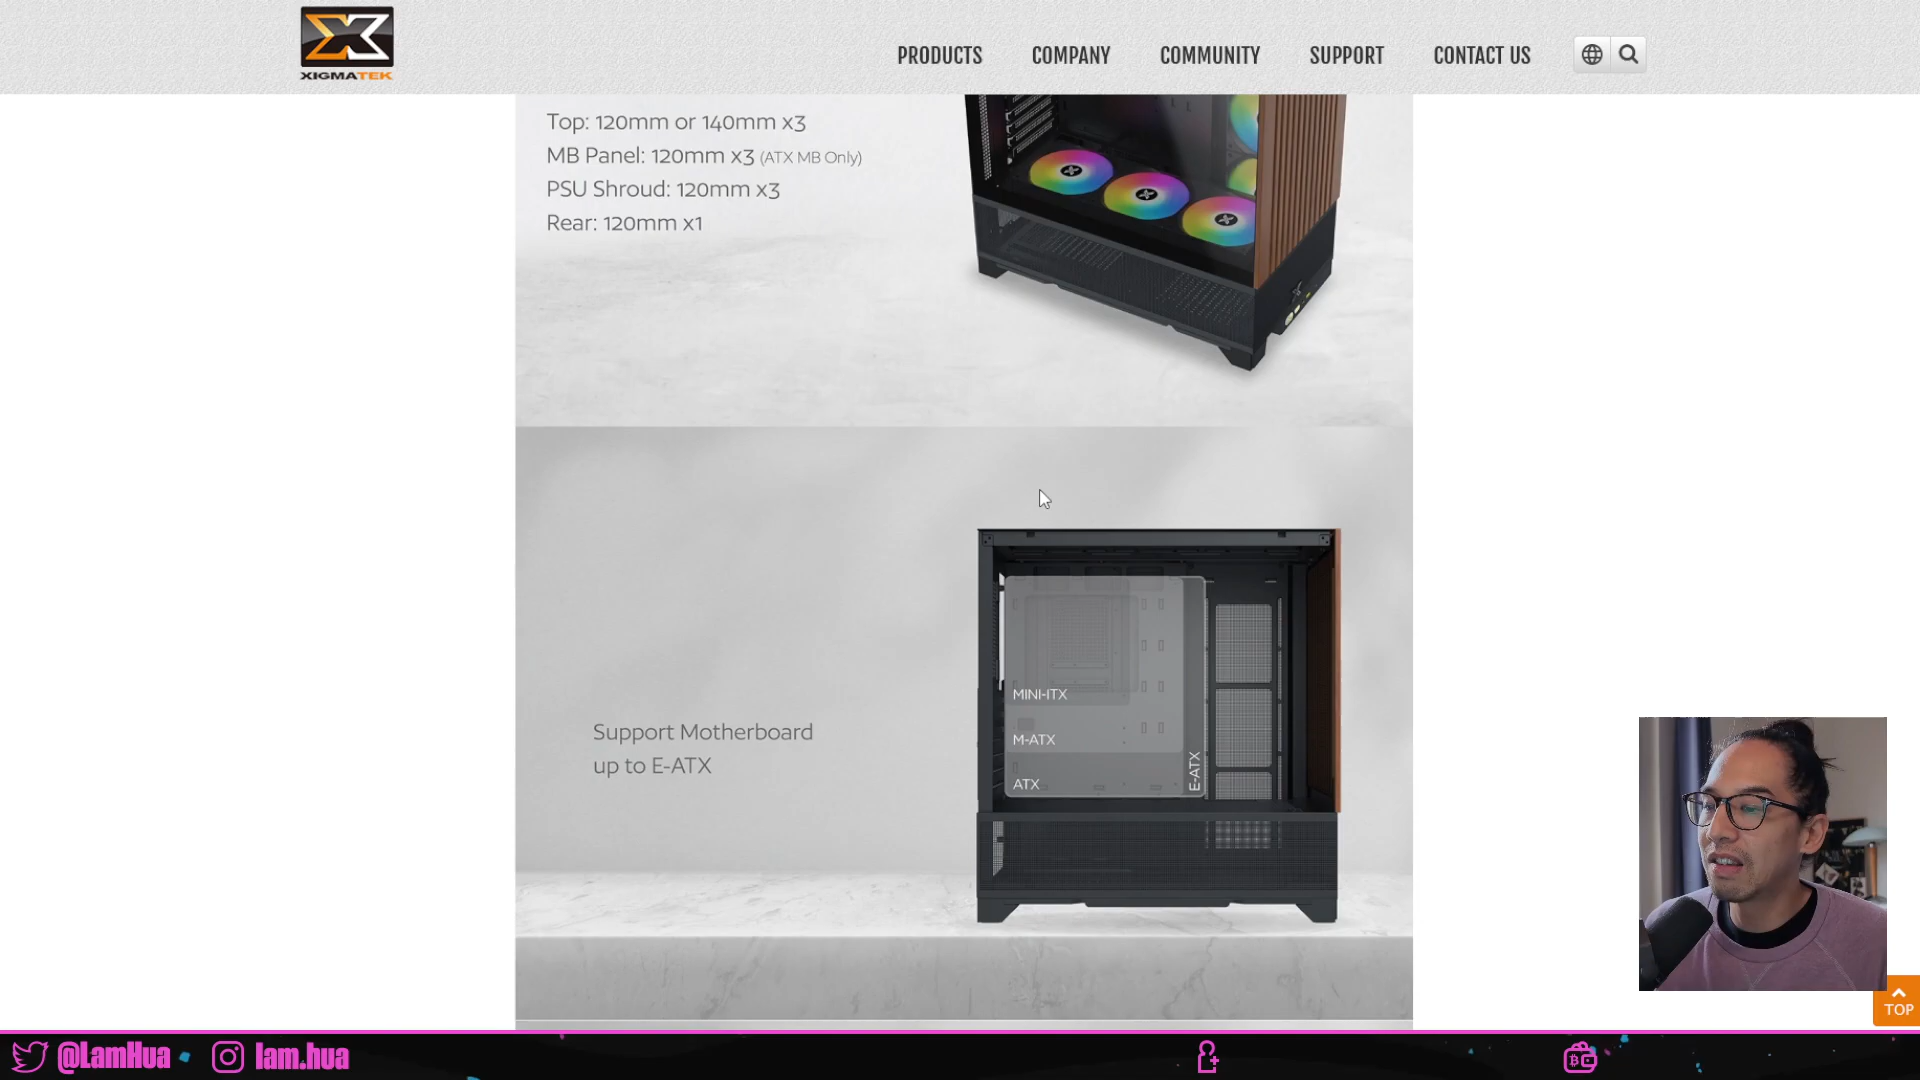 XIGMATEK
PRODUCTS
COMPANY
COMMUNITY
SUPPORT
CONTACT US
Top: 120mm or 140mm x3
MB Panel: 120mm x3 (ATX MB Only)
PSU Shroud: 120mm x3
Rear: 120mm x1
MINI-ITX
M-ATX
ATX
E-ATX
Support Motherboard
up to E-ATX
TOP
@LamHua
lam.hua